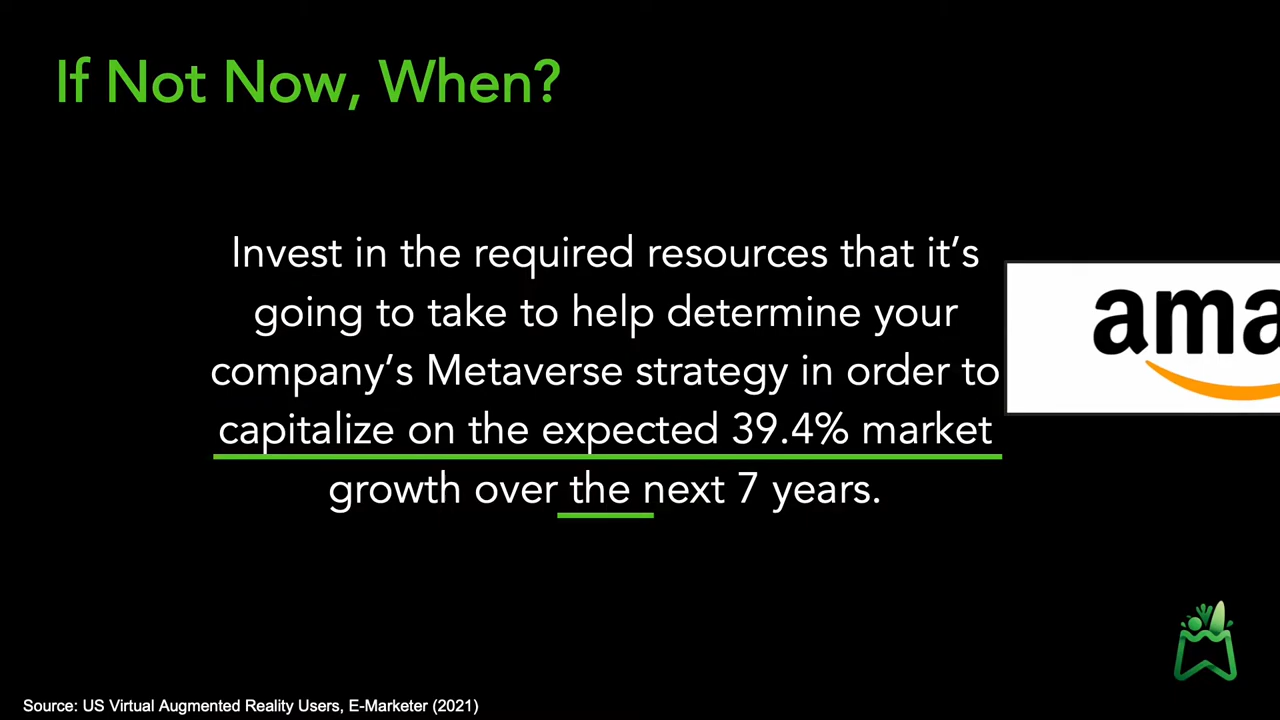 If Not Now, When?
Invest in the required resources that it's
going to take to help determine your
company's Metaverse strategy in order to
capitalize on the expected 39.4% market
growth over the next 7 years.
ama
Source: US Virtual Augmented Reality Users, E-Marketer (2021)